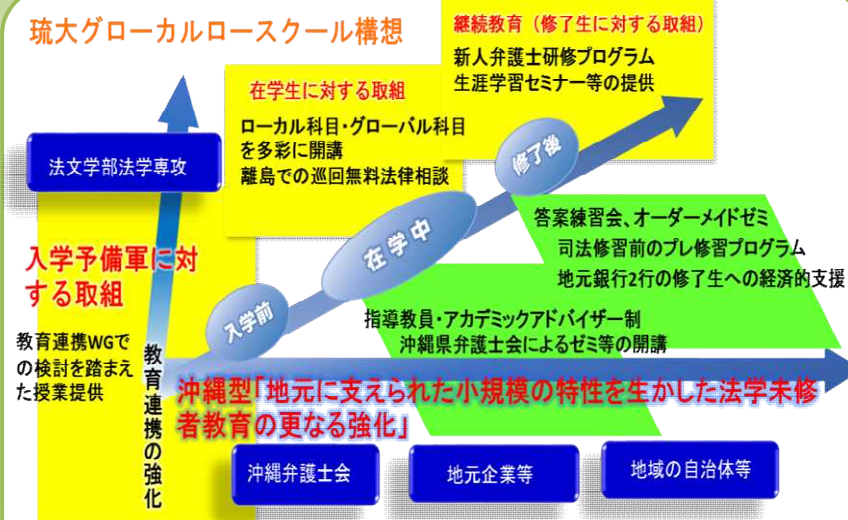 琉大グローカルロースクール構想
継続教育（修了生に対する取組）
新人弁護士研修プログラム
生涯学習セミナー等の提供
在学生に対する取組
ローカル科目・グローバル科目
を多彩に開講
離島での巡回無料法律相談
法文学部法学専攻
修了後
在学中
入学前
答案練習会、オーダーメイドゼミ
司法修習前のプレ修習プログラム
地元銀行2行の修了生への経済的支援
入学予備軍に対
する取組
指導教員・アカデミックアドバイザー制
沖縄県弁護士会によるゼミ等の開講
教育連携WGで
の検討を踏まえ
た授業提供
教育連携の強化
沖縄型「地元に支えられた小規模の特性を生かした法学未修
者教育の更なる強化」
沖縄弁護士会
地元企業等
地域の自治体等